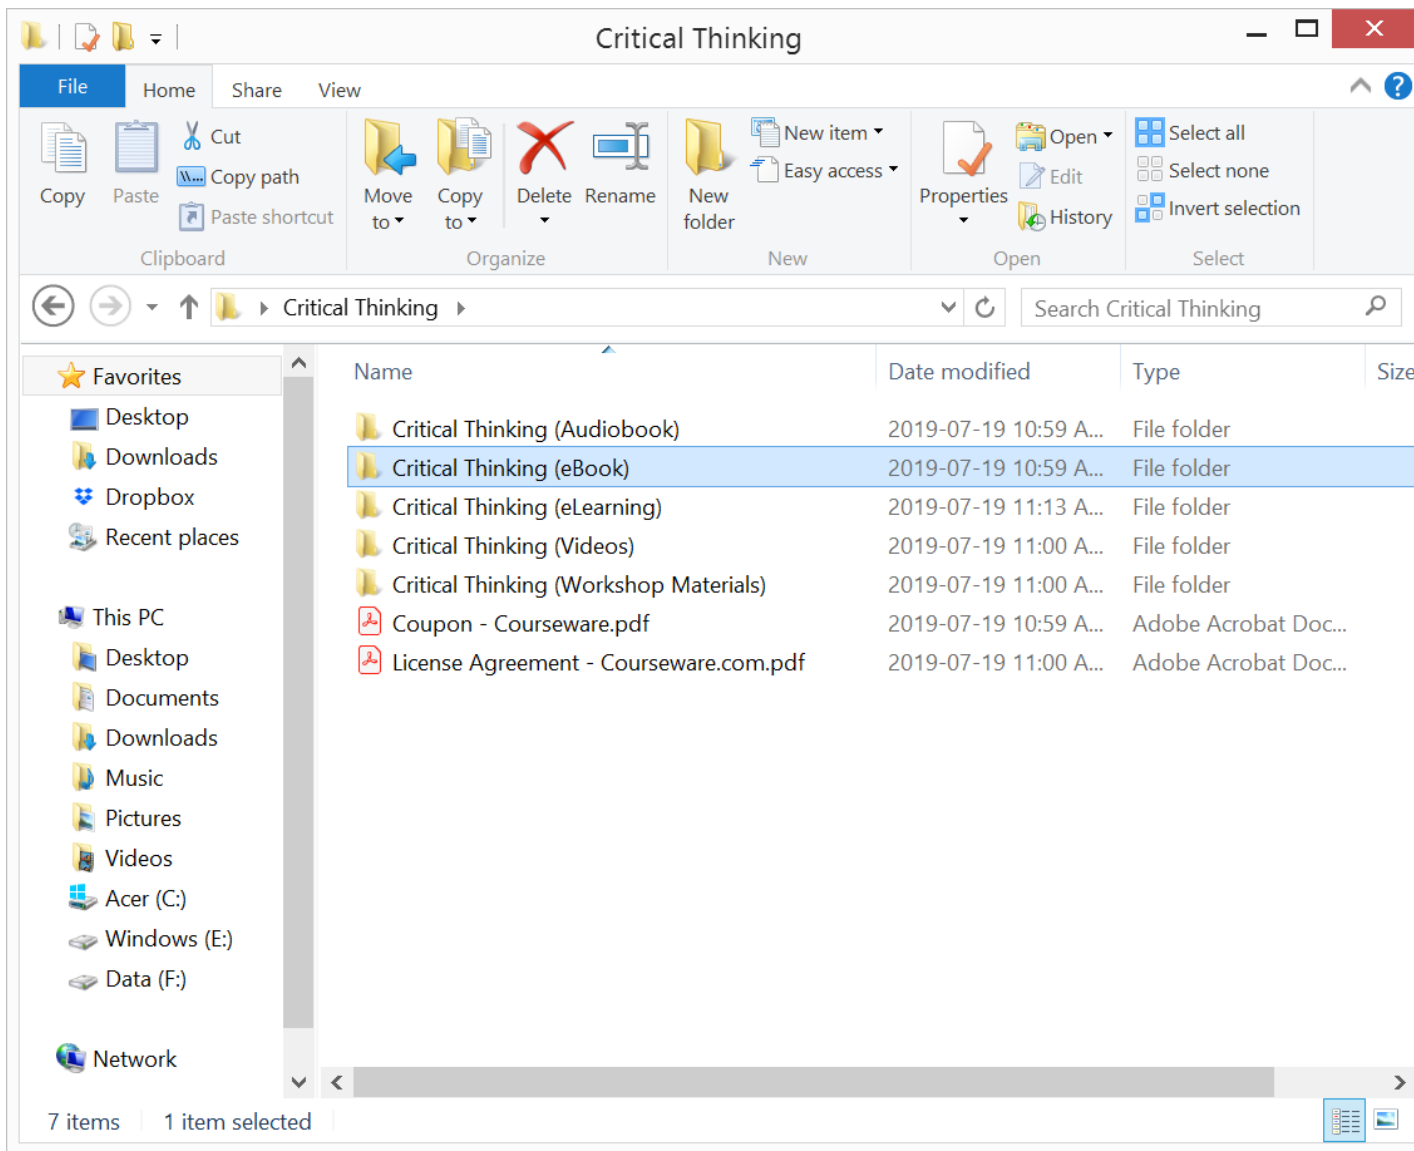 Critical Thinking
File Home Share View
Copy
Paste
Cut
Copy path
Paste shortcut
Clipboard
Move to
Copy to
Delete
Rename
Organize
New folder
New item
Easy access
New
Properties
Open
Edit
History
Open
Select all
Select none
Invert selection
Select
Critical Thinking
Search Critical Thinking
Favorites
Desktop
Downloads
Dropbox
Recent places
This PC
Desktop
Documents
Downloads
Music
Pictures
Videos
Acer (C:)
Windows (E:)
Data (F:)
Network
Name Date modified Type Size
Critical Thinking (Audiobook) 2019-07-19 10:59 A... File folder
Critical Thinking (eBook) 2019-07-19 10:59 A... File folder
Critical Thinking (eLearning) 2019-07-19 11:13 A... File folder
Critical Thinking (Videos) 2019-07-19 11:00 A... File folder
Critical Thinking (Workshop Materials) 2019-07-19 11:00 A... File folder
Coupon - Courseware.pdf 2019-07-19 10:59 A... Adobe Acrobat Doc...
License Agreement - Courseware.com.pdf 2019-07-19 11:00 A... Adobe Acrobat Doc...
7 items 1 item selected